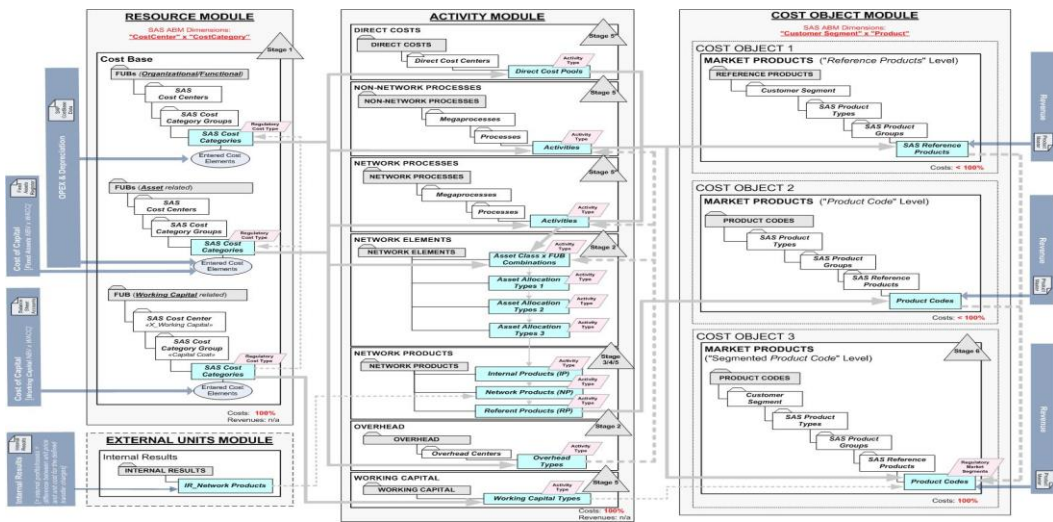 RESOURCE MODULE
SAS ABM Dimensions:
"CostCenter" x "CostCategory"
Stage 1
Cost Base
FUBs (Organizational/Functional)
SAS
Cost Centers
SAS Cost
Category Groups
Regulatory
Cost Type
SAS Cost
Categories
Entered Cost
Elements
FUBs (Asset related)
SAS
Cost Centers
SAS Cost
Category Groups
Regulatory
Cost Type
SAS Cost
Categories
Entered Cost
Elements
FUB (Working Capital related)
SAS Cost Center
«X_Working Capital»
SAS Cost
Category Group
«Capital Cost»
Regulatory
Cost Type
SAS Cost
Categories
Entered Cost
Elements
Costs: 100%
Revenues: n/a
OPEX & Depreciation
Cost of Capital
[Fixed Assets NBV x WACC]
Cost of Capital
[Working Capital NBV x WACC]
Internal Results
EXTERNAL UNITS MODULE
Internal Results
INTERNAL RESULTS
IR_Network Products
ACTIVITY MODULE
DIRECT COSTS
DIRECT COSTS
Direct Cost Centers
Activity
Type
Direct Cost Pools
Stage 5
NON-NETWORK PROCESSES
NON-NETWORK PROCESSES
Megaprocesses
Processes
Activity
Type
Activities
Stage 5
NETWORK PROCESSES
NETWORK PROCESSES
Megaprocesses
Processes
Activity
Type
Activities
Stage 5
NETWORK ELEMENTS
NETWORK ELEMENTS
Activity
Type
Asset Class x FUB
Combinations
Stage 2
Asset Allocation
Types 1
Asset Allocation
Types 2
Asset Allocation
Types 3
NETWORK PRODUCTS
NETWORK PRODUCTS
Activity
Type
Internal Products (IP)
Activity
Type
Network Products (NP)
Activity
Type
Referent Products (RP)
Stage
3/4/5
OVERHEAD
OVERHEAD
Overhead Centers
Activity
Type
Overhead
Types
Stage 2
WORKING CAPITAL
WORKING CAPITAL
Activity
Type
Working Capital Types
Stage 5
Costs: 100%
Revenues: n/a
COST OBJECT MODULE
SAS ABM Dimensions:
"Customer Segment" x "Product"
COST OBJECT 1
MARKET PRODUCTS ("Reference Products" Level)
REFERENCE PRODUCTS
Customer Segment
SAS Product
Types
SAS Product
Groups
SAS Reference
Products
Costs: < 100%
COST OBJECT 2
MARKET PRODUCTS ("Product Code" Level)
PRODUCT CODES
SAS Product
Types
SAS Product
Groups
SAS Reference
Products
Product Codes
Costs: < 100%
COST OBJECT 3
MARKET PRODUCTS
("Segmented Product Code" Level)
Stage 6
PRODUCT CODES
Customer
Segment
SAS Product
Types
SAS Product
Groups
SAS Reference
Products
Regulatory
Market
Segments
Product Codes
Costs: 100%
Revenue
Revenue
Revenue